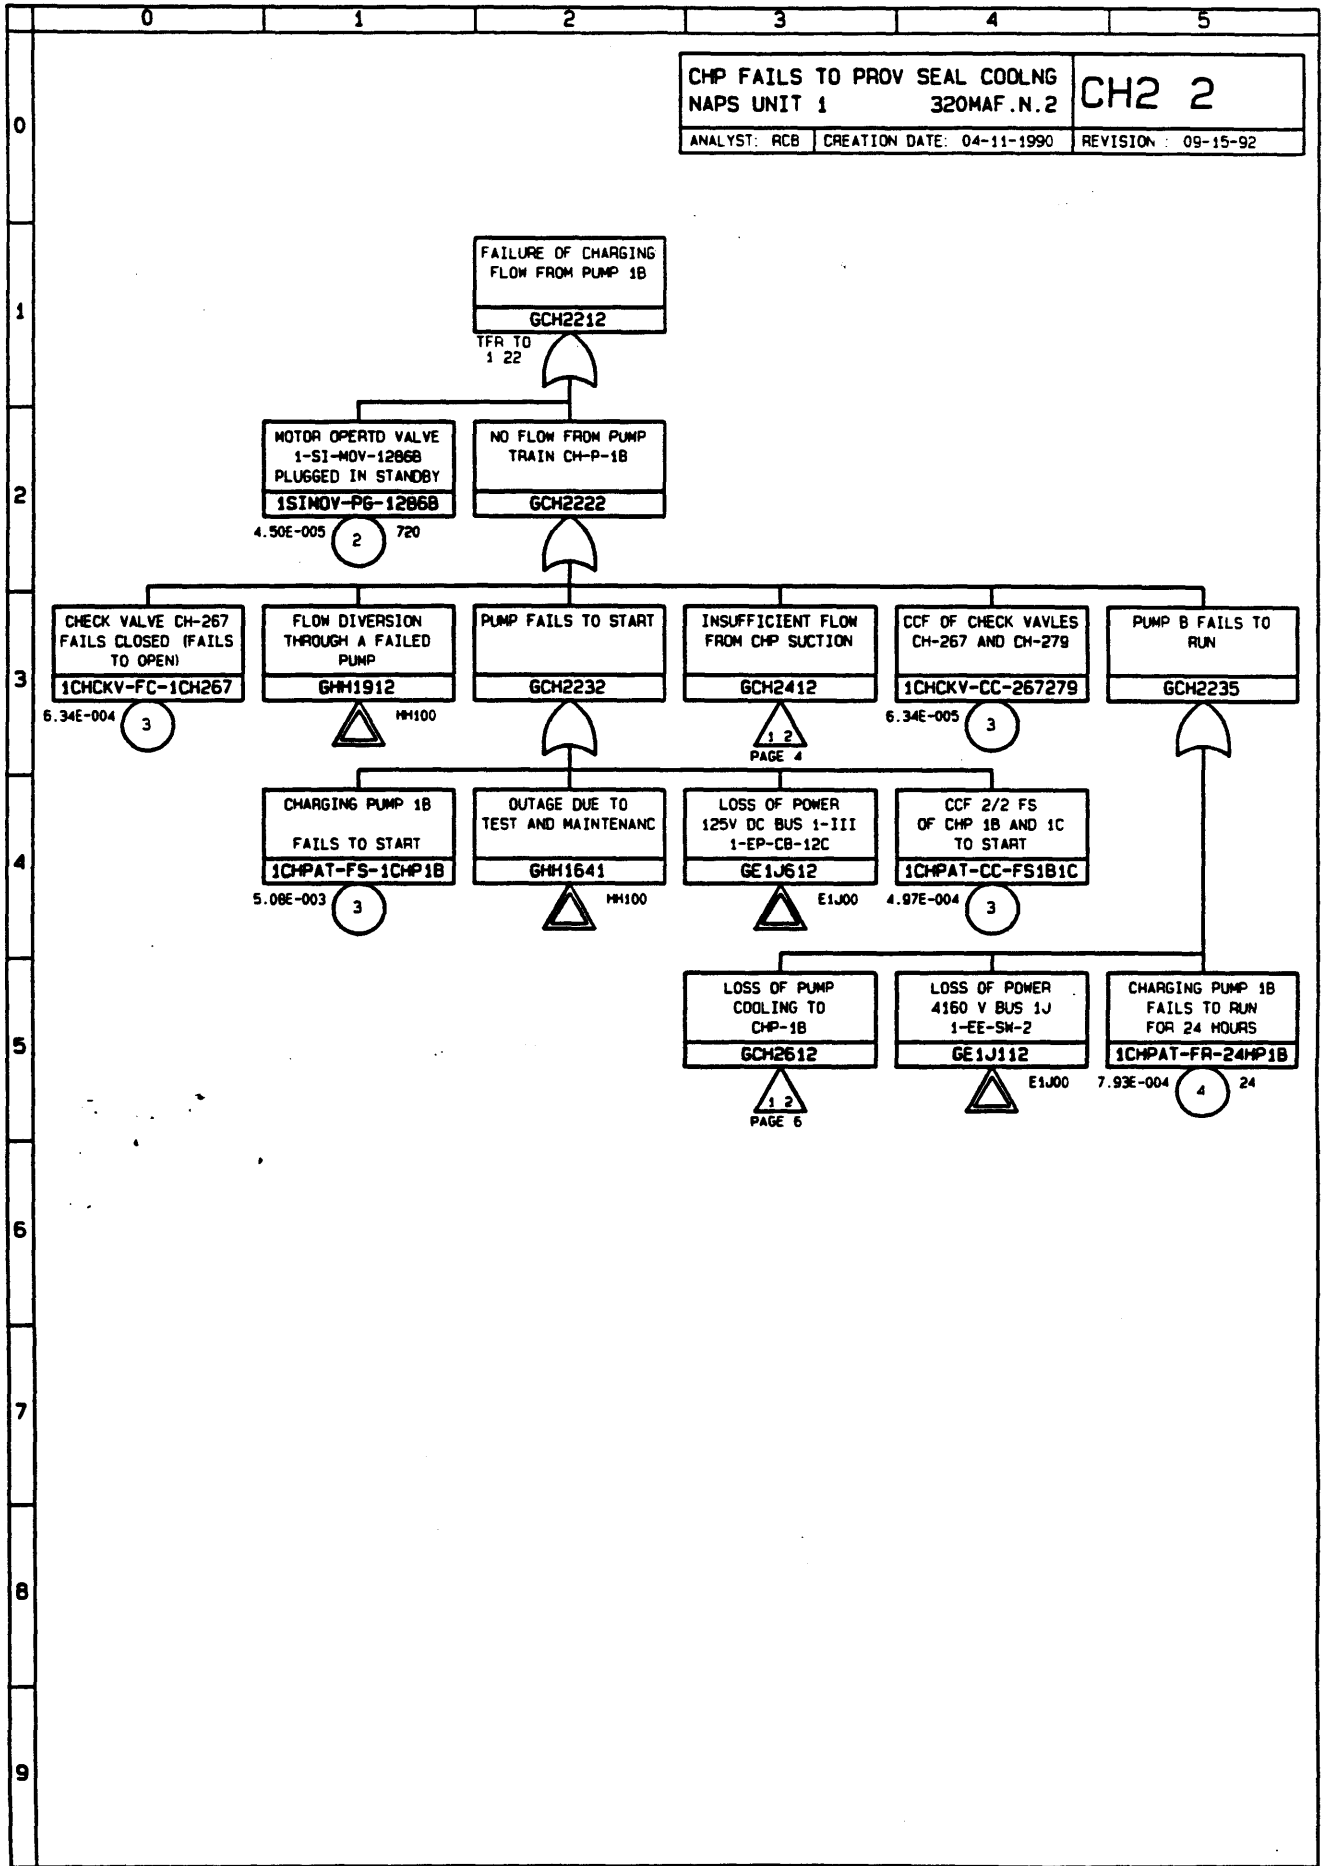 0 1 2 3 4 5
CHP FAILS TO PROV SEAL COOLNG
NAPS UNIT 1 320MAF.N.2
CH2 2
ANALYST: RCB CREATION DATE: 04-11-1990 REVISION : 09-15-92
0
FAILURE OF CHARGING
FLOW FROM PUMP 1B
GCH2212
TFR TO
1 22
1
MOTOR OPERTD VALVE
1-SI-MOV-1286B
PLUGGED IN STANDBY
1SIMOV-PG-1286B
4.50E-005 2 720
NO FLOW FROM PUMP
TRAIN CH-P-1B
GCH2222
2
CHECK VALVE CH-267
FAILS CLOSED (FAILS
TO OPEN)
1CHCKV-FC-1CH267
6.34E-004 3
FLOW DIVERSION
THROUGH A FAILED
PUMP
GHH1912
HH100
PUMP FAILS TO START
GCH2232
INSUFFICIENT FLOW
FROM CHP SUCTION
GCH2412
1 2
PAGE 4
CCF OF CHECK VAVLES
CH-267 AND CH-279
1CHCKV-CC-267279
6.34E-005 3
PUMP B FAILS TO
RUN
GCH2235
3
CHARGING PUMP 1B
FAILS TO START
1CHPAT-FS-1CHP1B
5.08E-003 3
OUTAGE DUE TO
TEST AND MAINTENANC
GHH1641
HH100
LOSS OF POWER
125V DC BUS 1-III
1-EP-CB-12C
GE1J612
E1J00
CCF 2/2 FS
OF CHP 1B AND 1C
TO START
1CHPAT-CC-FS1B1C
4.97E-004 3
4
LOSS OF PUMP
COOLING TO
CHP-1B
GCH2612
1 2
PAGE 6
LOSS OF POWER
4160 V BUS 1J
1-EE-SW-2
GE1J112
E1J00
CHARGING PUMP 1B
FAILS TO RUN
FOR 24 HOURS
1CHPAT-FR-24HP1B
7.93E-004 4 24
5
6
7
8
9